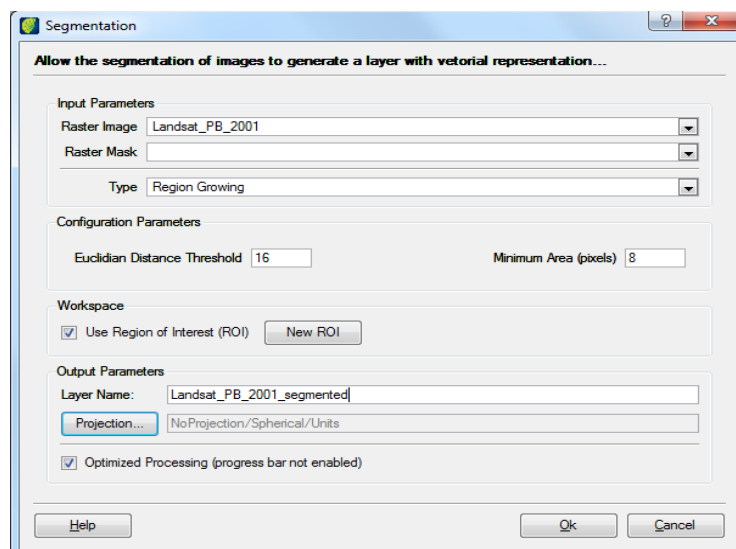 Segmentation
Allow the segmentation of images to generate a layer with vetorial representation...
Input Parameters
Raster Image Landsat_PB_2001
Raster Mask
Type Region Growing
Configuration Parameters
Euclidian Distance Threshold 16 Minimum Area (pixels) 8
Workspace
Use Region of Interest (ROI) New ROI
Output Parameters
Layer Name: Landsat_PB_2001_segmented
Projection... NoProjection/Spherical/Units
Optimized Processing (progress bar not enabled)
Help Ok Cancel